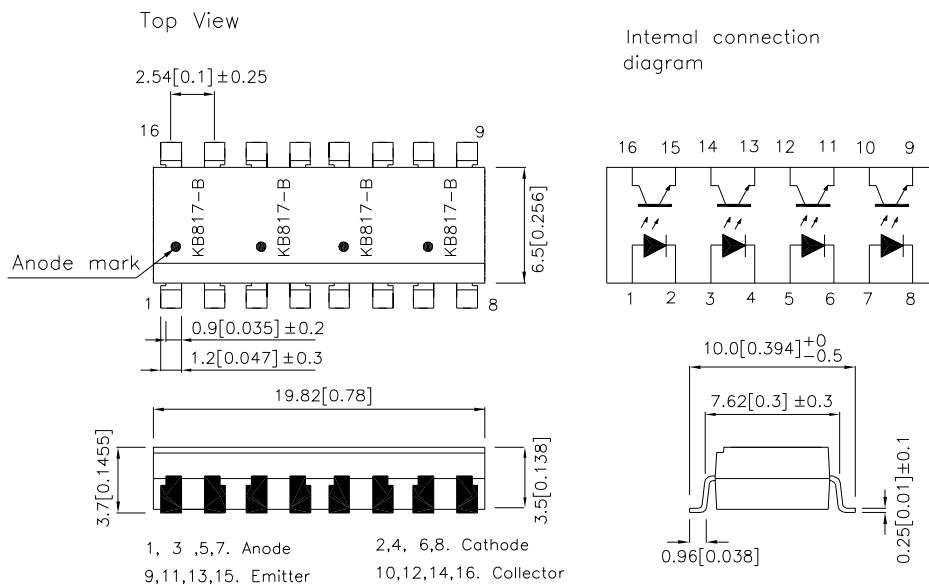 Top View
Internal connection
diagram
2.54[0.1]±0.25
16
9
KB817-B
KB817-B
KB817-B
KB817-B
6.5[0.256]
Anode mark
1
8
0.9[0.035]±0.2
1.2[0.047]±0.3
16 15 14 13 12 11 10 9
1 2 3 4 5 6 7 8
10.0[0.394]+0 -0.5
7.62[0.3]±0.3
0.25[0.01]±0.1
0.96[0.038]
19.82[0.78]
3.7[0.1455]
3.5[0.138]
1, 3 ,5,7. Anode
2,4, 6,8. Cathode
9,11,13,15. Emitter
10,12,14,16. Collector